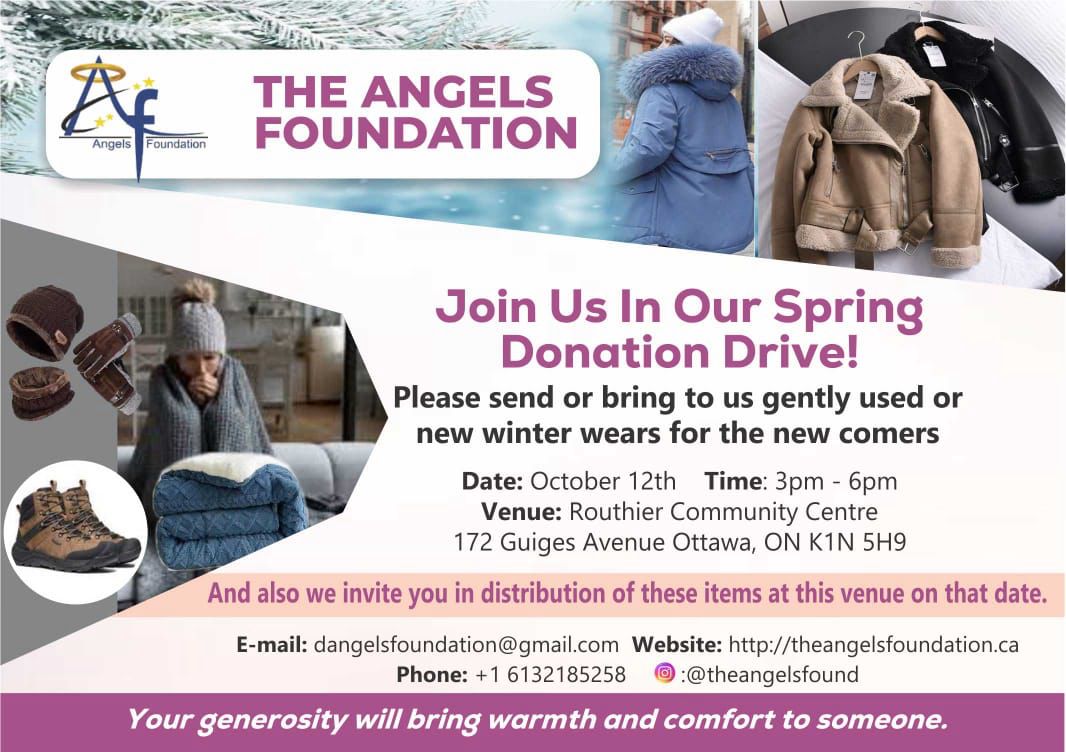 Af
Angels Foundation
THE ANGELS
FOUNDATION
Join Us In Our Spring
Donation Drive!
Please send or bring to us gently used or
new winter wears for the new comers
Date: October 12th Time: 3pm - 6pm
Venue: Routhier Community Centre
172 Guiges Avenue Ottawa, ON K1N 5H9
And also we invite you in distribution of these items at this venue on that date.
E-mail: dangelsfoundation@gmail.com Website: http://theangelsfoundation.ca
Phone: +1 6132185258 :@theangelsfound
Your generosity will bring warmth and comfort to someone.